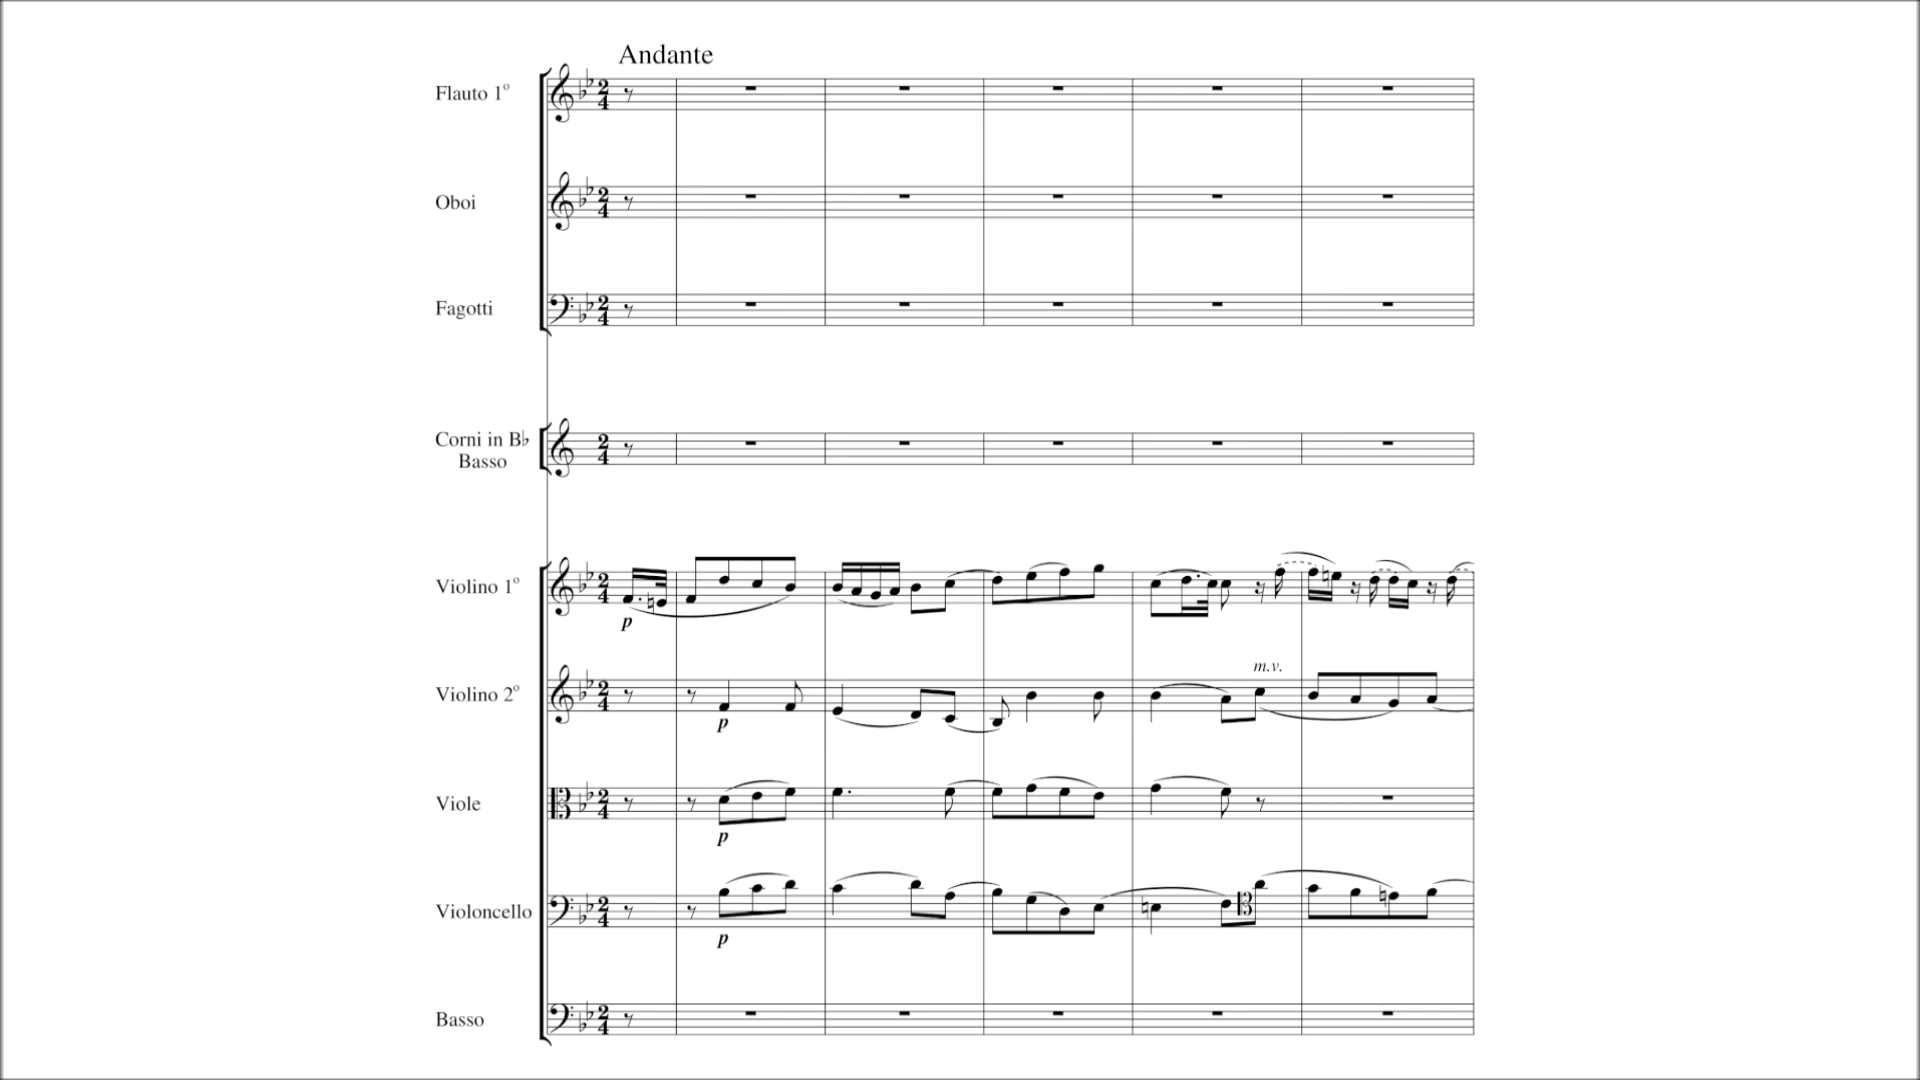 Andante
Flauto 1º
Oboi
Fagotti
Corni in B♭
Basso
Violino 1º
p
m.v.
Violino 2º
p
Viole
p
Violoncello
p
Basso